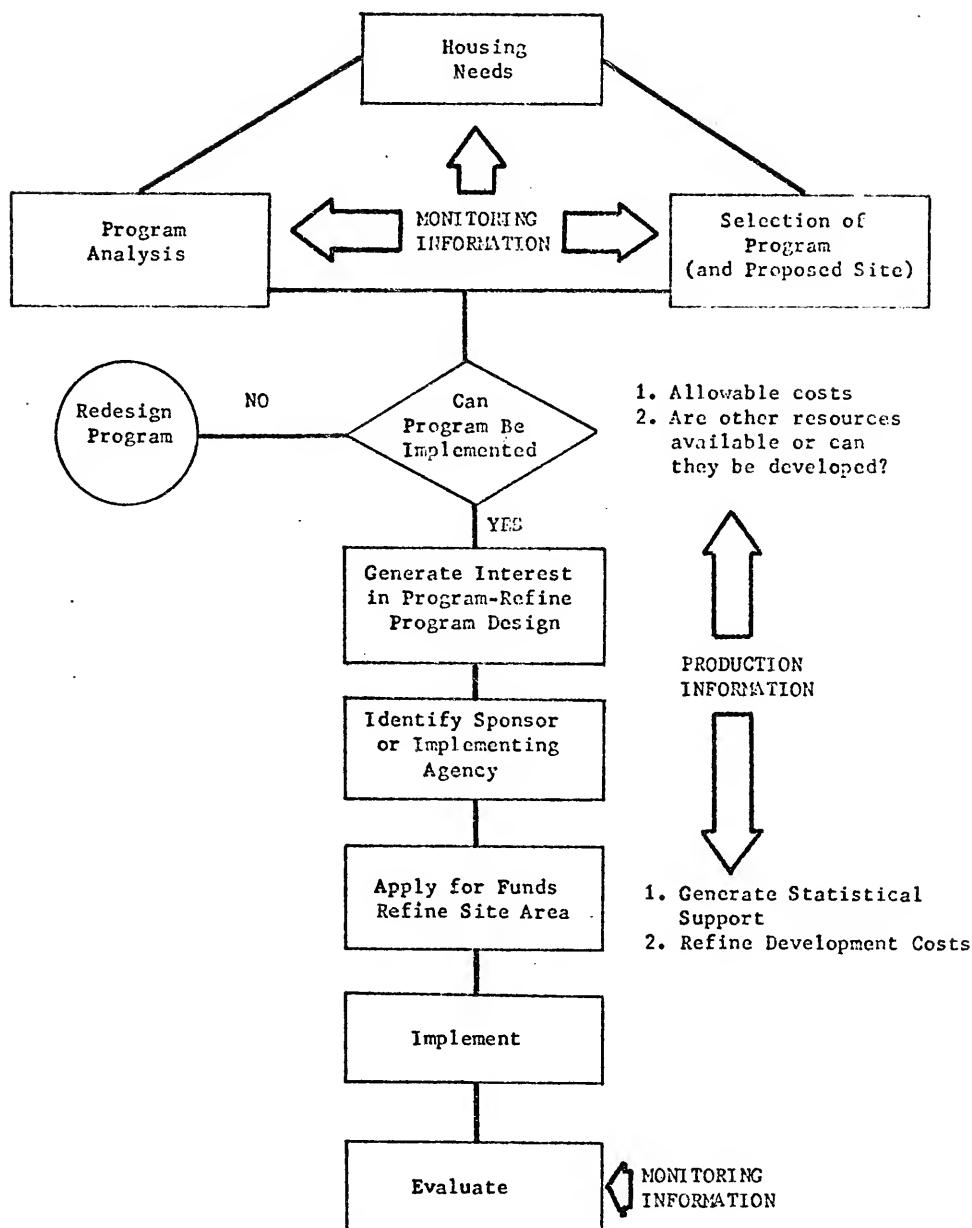 Housing
Needs
Program
Analysis
MONITORING
INFORMATION
Selection of
Program
(and Proposed Site)
Redesign
Program
NO
Can
Program Be
Implemented
1. Allowable costs
2. Are other resources
available or can
they be developed?
YES
Generate Interest
in Program-Refine
Program Design
PRODUCTION
INFORMATION
Identify Sponsor
or Implementing
Agency
Apply for Funds
Refine Site Area
1. Generate Statistical
Support
2. Refine Development Costs
Implement
Evaluate
MONITORING
INFORMATION